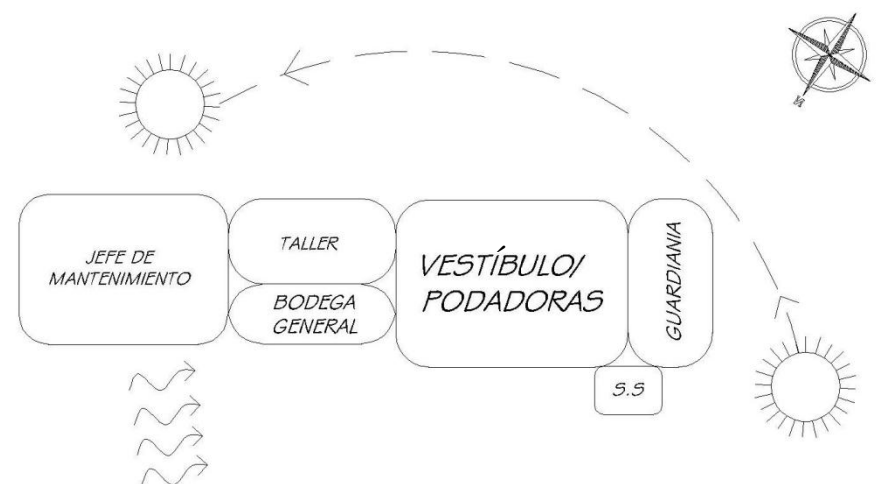 N
JEFE DE
MANTENIMIENTO
TALLER
BODEGA
GENERAL
VESTÍBULO/
PODADORAS
GUARDIANIA
S.S